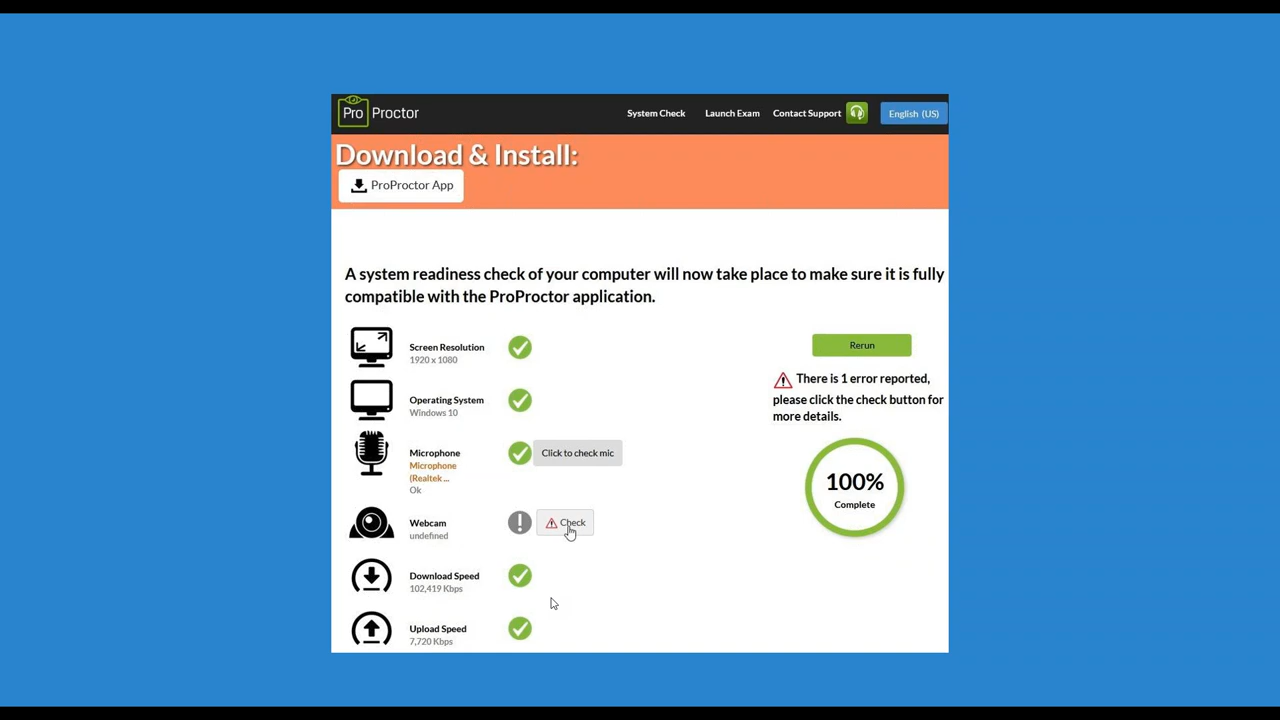 Pro Proctor
System Check Launch Exam Contact Support English (US)
Download & Install:
ProProctor App
A system readiness check of your computer will now take place to make sure it is fully
compatible with the ProProctor application.
Screen Resolution
1920 x 1080
Operating System
Windows 10
Microphone
Microphone
(Realtek ...
Ok
Click to check mic
Webcam
undefined
Check
Download Speed
102,419 Kbps
Upload Speed
7,720 Kbps
Rerun
There is 1 error reported,
please click the check button for
more details.
100%
Complete